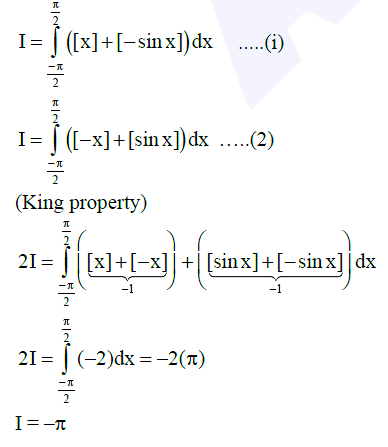 I = ∫_{-π/2}^{π/2} ([x]+[−sin x])dx .....(i)
I = ∫_{-π/2}^{π/2} ([−x]+[sin x])dx .....(2)
(King property)
2I = ∫_{-π/2}^{π/2} ( ([x]+[−x])_{−1} + ([sin x]+[−sin x])_{−1} ) dx
2I = ∫_{-π/2}^{π/2} (−2)dx = −2(π)
I = −π